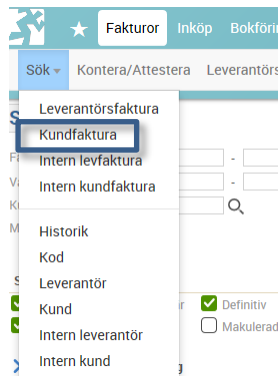 Fakturor Inköp Bokförin
Sök Kontera/Attestera Leverantörs
Leverantörsfaktura
Kundfaktura
Intern levfaktura
Intern kundfaktura
Historik
Kod
Leverantör
Kund
Definitiv
Intern leverantör
Makulerad
Intern kund